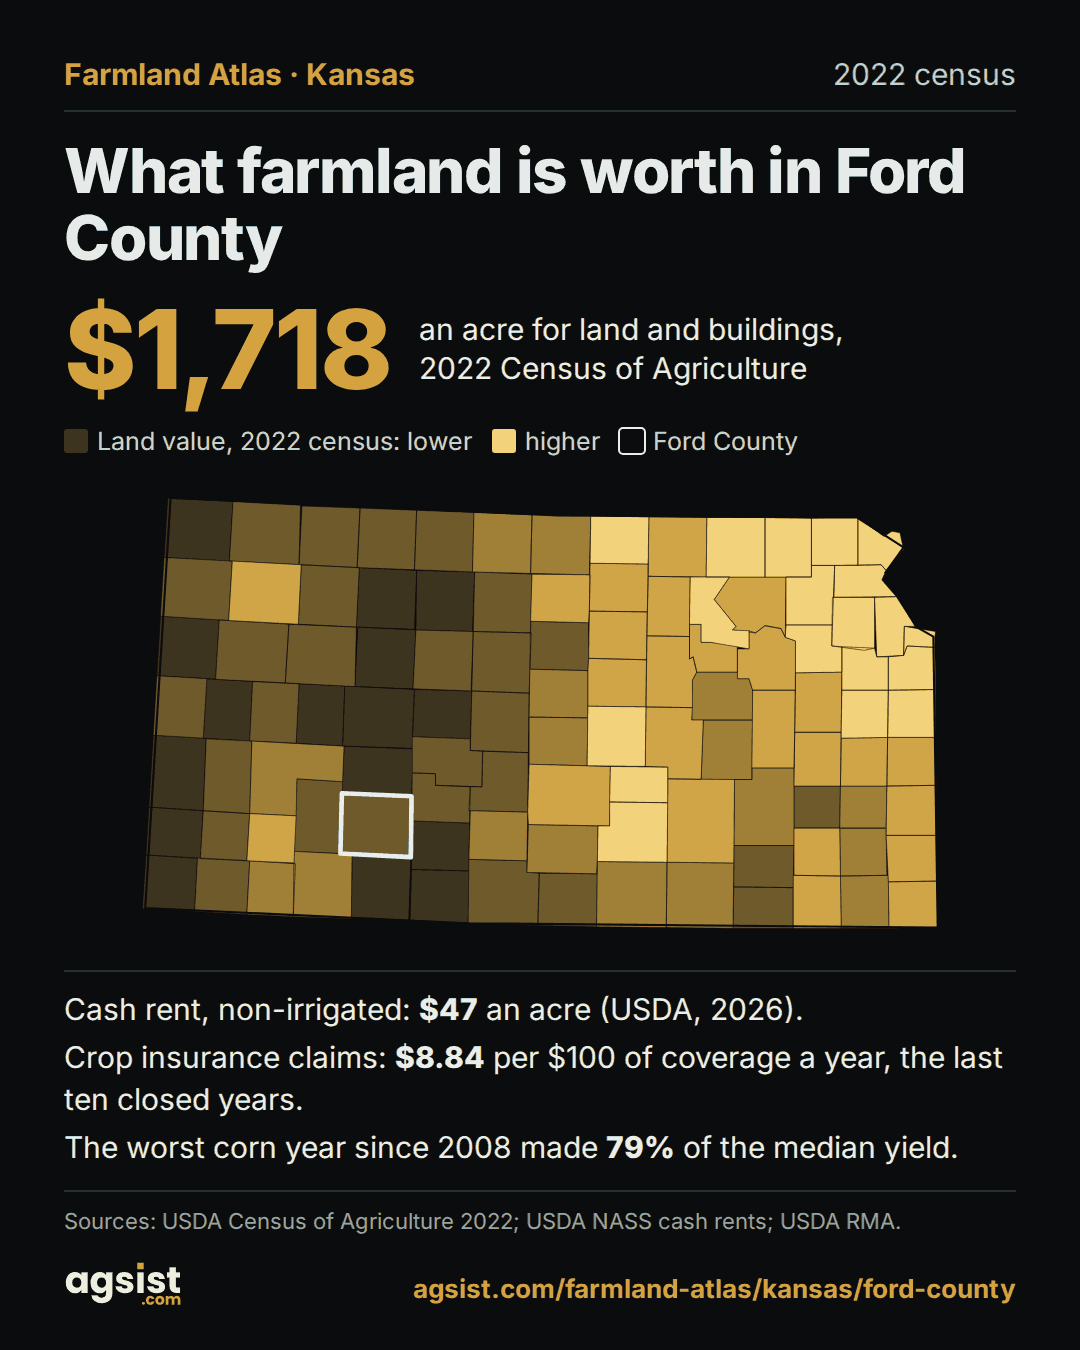 Farmland Atlas · Kansas
2022 census
What farmland is worth in Ford
County
$1,718
an acre for land and buildings,
2022 Census of Agriculture
Land value, 2022 census: lower
higher
Ford County
Cash rent, non-irrigated: $47 an acre (USDA, 2026).
Crop insurance claims: $8.84 per $100 of coverage a year, the last
ten closed years.
The worst corn year since 2008 made 79% of the median yield.
Sources: USDA Census of Agriculture 2022; USDA NASS cash rents; USDA RMA.
agsist
.com
agsist.com/farmland-atlas/kansas/ford-county